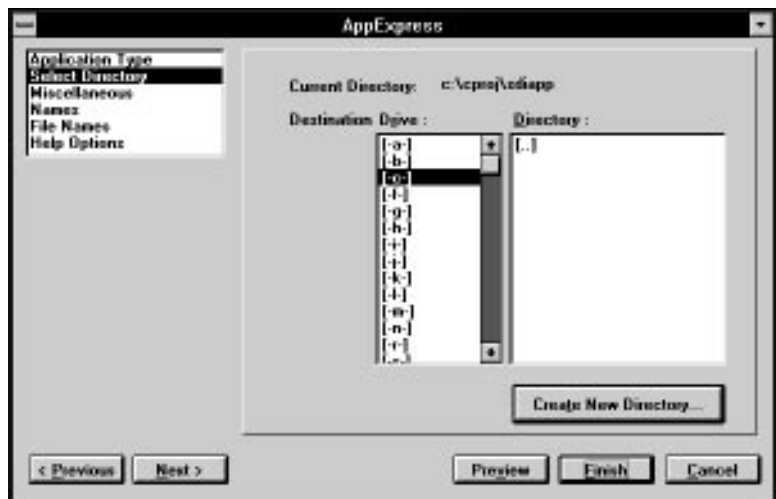 AppExpress
Application Type
Select Directory
Miscellaneous
Names
File Names
Help Options
Current Directory: c:\cproj\sdiapp
Destination Drive :
Directory :
[-a-]
[-b-]
[-c-]
[-f-]
[-g-]
[-h-]
[-i-]
[-j-]
[-k-]
[-l-]
[-m-]
[-n-]
[-r-]
[..]
Create New Directory...
< Previous
Next >
Preview
Finish
Cancel